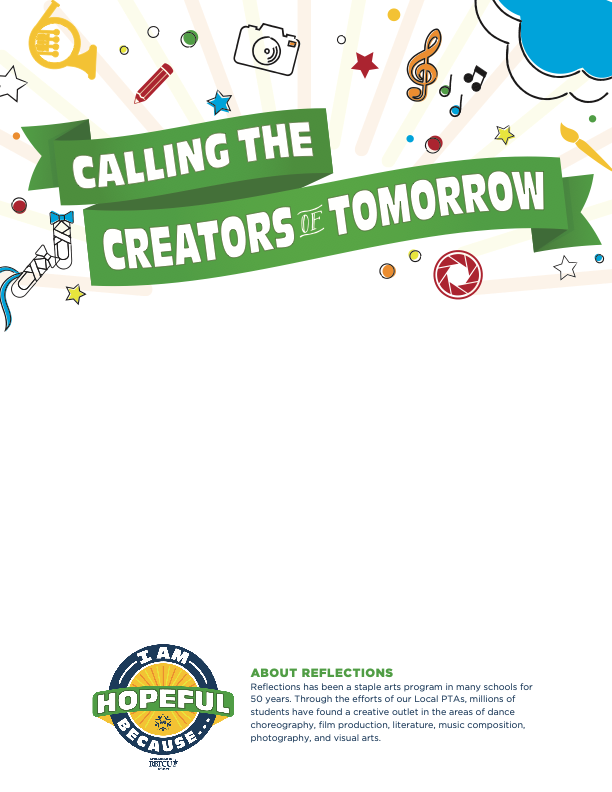 CALLING THE
CREATORS OF TOMORROW
I AM
HOPEFUL
BECAUSE...
ABOUT REFLECTIONS
Reflections has been a staple arts program in many schools for
50 years. Through the efforts of our Local PTAs, millions of
students have found a creative outlet in the areas of dance
choreography, film production, literature, music composition,
photography, and visual arts.